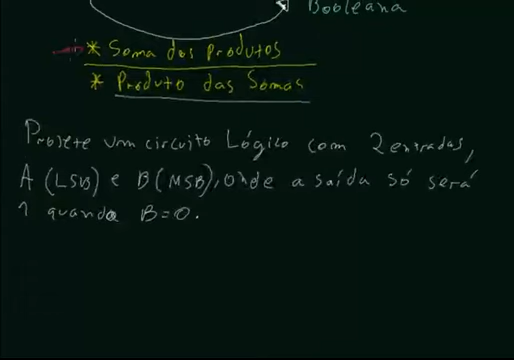 Booleana
* Soma dos produtos
* Produto das Somas
Projete um circuito Lógico com 2 entradas,
A (LSB) e B (MSB), onde a saída só será
1 quando B=0.